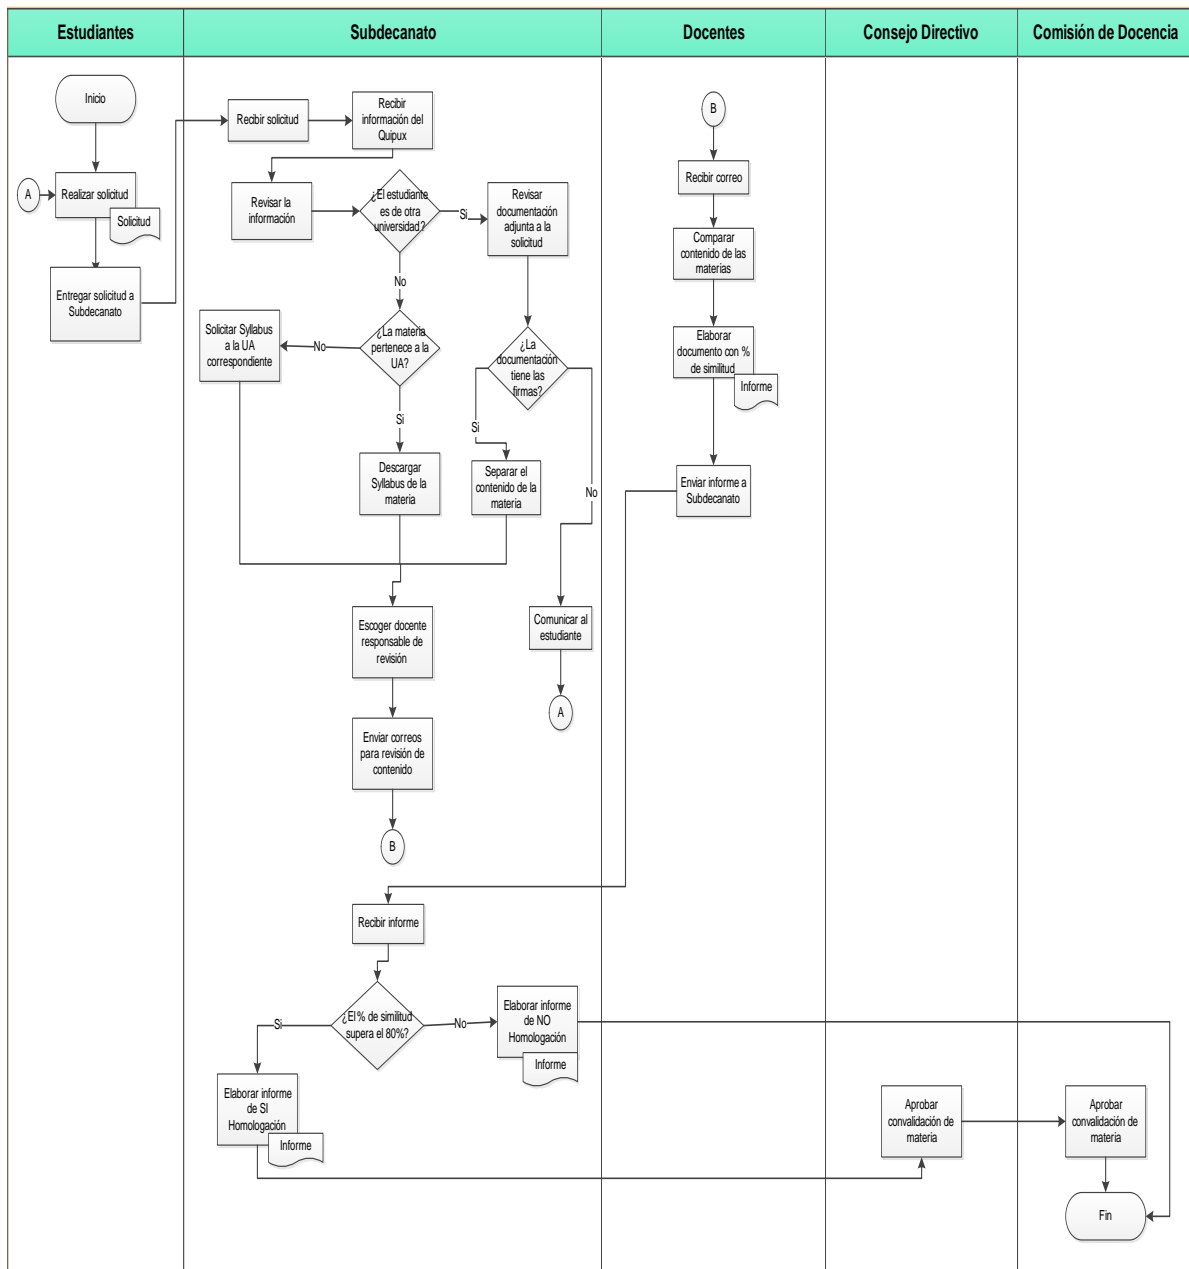 Estudiantes
Subdecanato
Docentes
Consejo Directivo
Comisión de Docencia
Inicio
A
Realizar solicitud
Solicitud
Entregar solicitud a
Subdecanato
Recibir solicitud
Recibir
información del
Quipux
Revisar la
información
¿El estudiante
es de otra
universidad?
Si
Revisar
documentación
adjunta a la
solicitud
No
¿La materia
pertenece a la
UA?
No
Solicitar Syllabus
a la UA
correspondiente
Si
Descargar
Syllabus de la
materia
¿La
documentación
tiene las
firmas?
Si
Separar el
contenido de la
materia
No
Comunicar al
estudiante
A
Escoger docente
responsable de
revisión
Enviar correos
para revisión de
contenido
B
B
Recibir correo
Comparar
contenido de las
materias
Elaborar
documento con %
de similitud
Informe
Enviar informe a
Subdecanato
Recibir informe
¿El % de similitud
supera el 80%?
Si
No
Elaborar informe
de NO
Homologación
Informe
Elaborar informe
de SI
Homologación
Informe
Aprobar
convalidación de
materia
Aprobar
convalidación de
materia
Fin